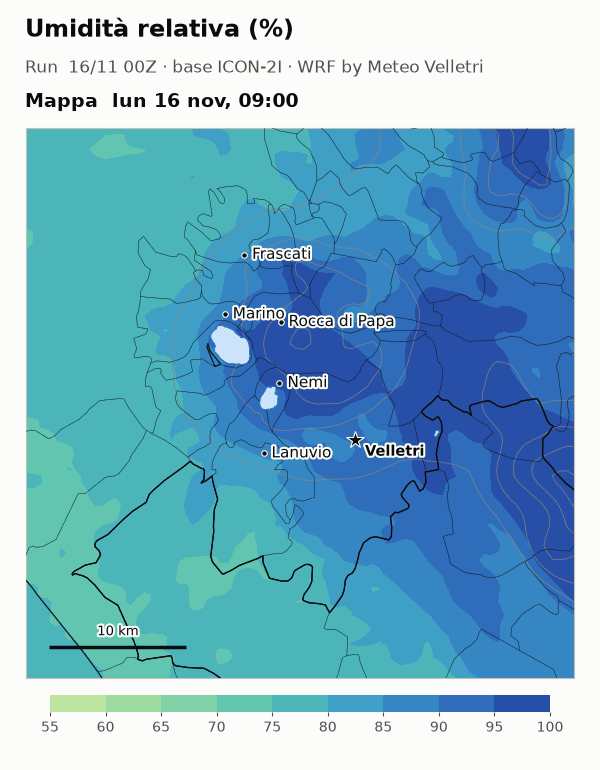 Umidità relativa (%)
Run  16/11 00Z · base ICON-2I · WRF by Meteo Velletri
Mappa  lun 16 nov, 09:00
Frascati
Marino
Rocca di Papa
Nemi
Velletri
Lanuvio
10 km
55 60 65 70 75 80 85 90 95 100